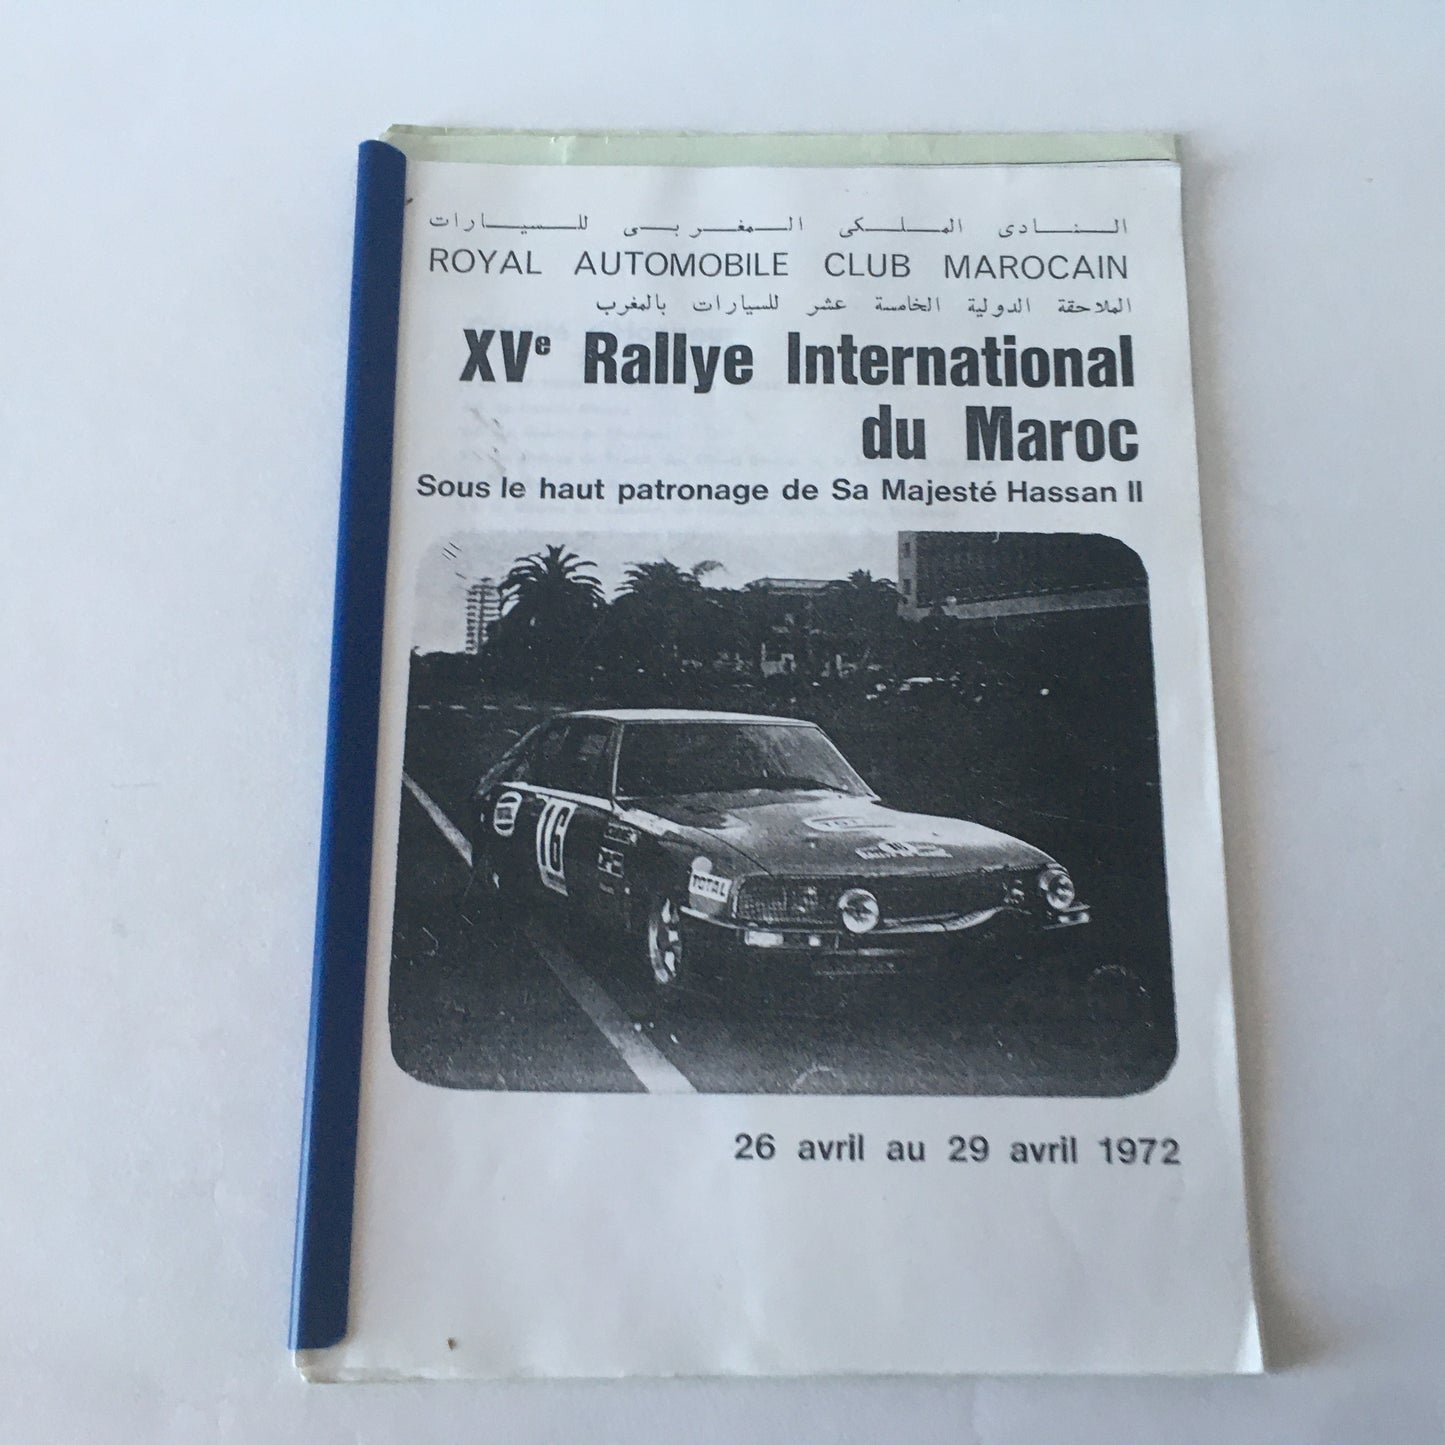 النادى الملكى المغربى للسيارات
ROYAL AUTOMOBILE CLUB MAROCAIN
الملاحقة الدولية الخامسة عشر للسيارات بالمغرب
XVe Rallye International
du Maroc
Sous le haut patronage de Sa Majesté Hassan II
16
TOTAL
26 avril au 29 avril 1972